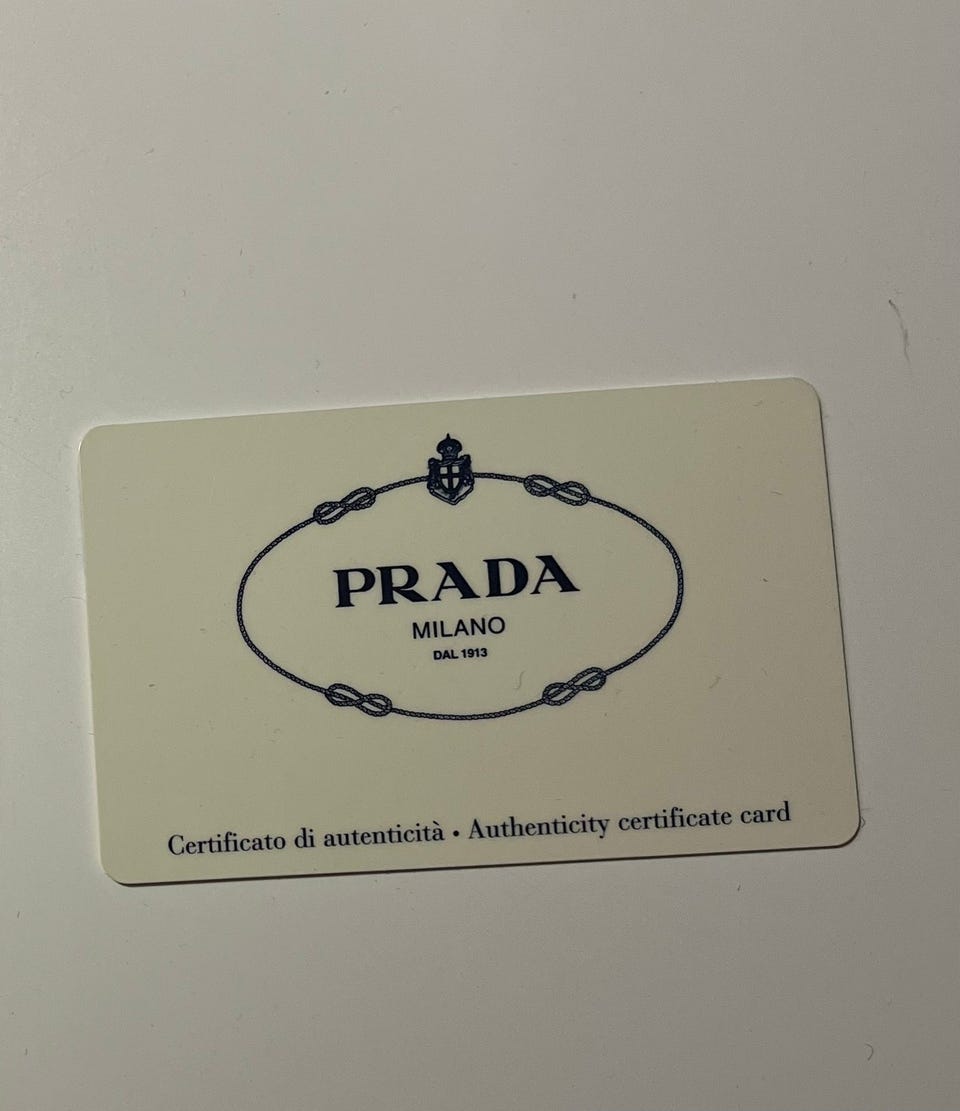 PRADA
MILANO
DAL 1913
Certificato di autenticità • Authenticity certificate card